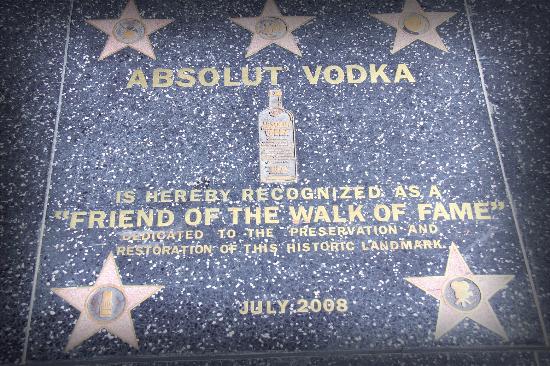 ABSOLUT VODKA
IS HEREBY RECOGNIZED AS A
"FRIEND OF THE WALK OF FAME"
DEDICATED TO THE PRESERVATION AND
RESTORATION OF THIS HISTORIC LANDMARK.
JULY 2008